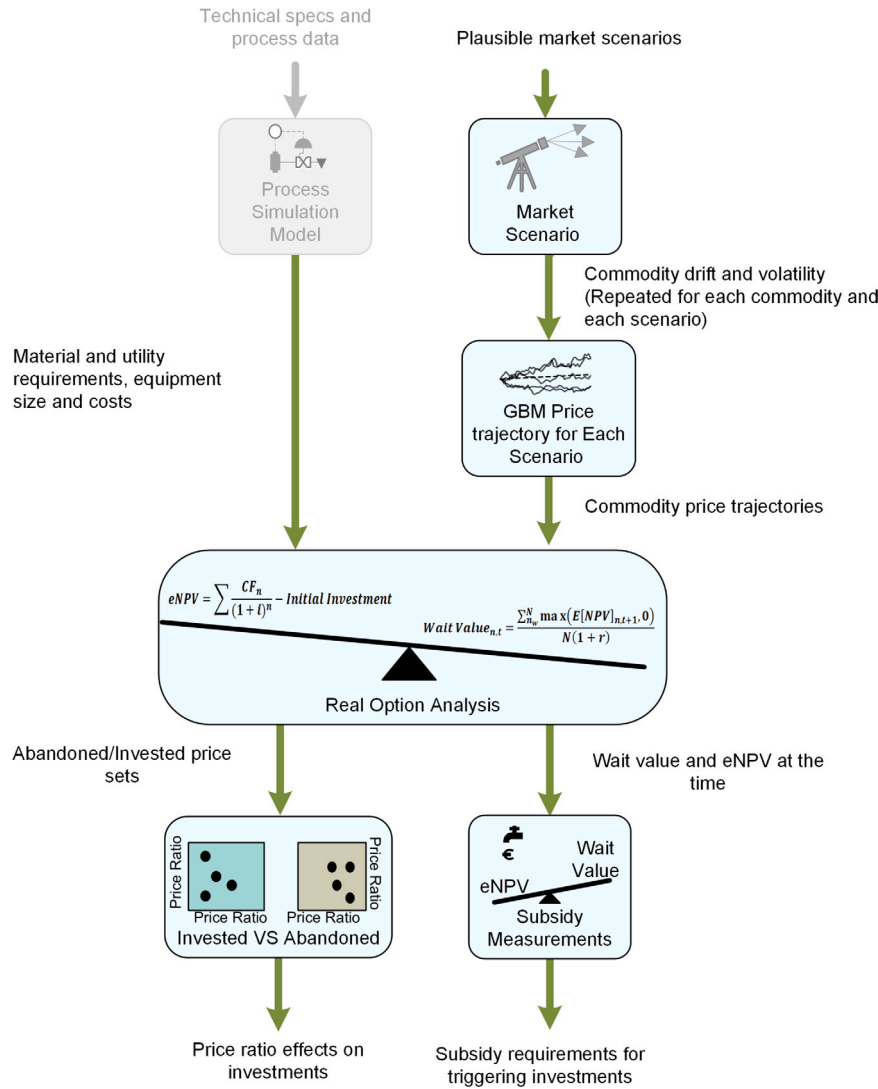 Technical specs and
process data
Plausible market scenarios
Process
Simulation
Model
Market
Scenario
Commodity drift and volatility
(Repeated for each commodity and
each scenario)
Material and utility
requirements, equipment
size and costs
GBM Price
trajectory for Each
Scenario
Commodity price trajectories
eNPV = ∑ CF_n / (1 + i)^n − Initial Investment
Wait Value_{n,t} = ∑_{n_w}^{N} max(E[NPV]_{n,t+1}, 0) / N(1 + r)
Real Option Analysis
Abandoned/Invested price
sets
Wait value and eNPV at the
time
Price Ratio
Price Ratio
Price Ratio
Price Ratio
Invested VS Abandoned
€
Wait
Value
eNPV
Subsidy
Measurements
Price ratio effects on
investments
Subsidy requirements for
triggering investments